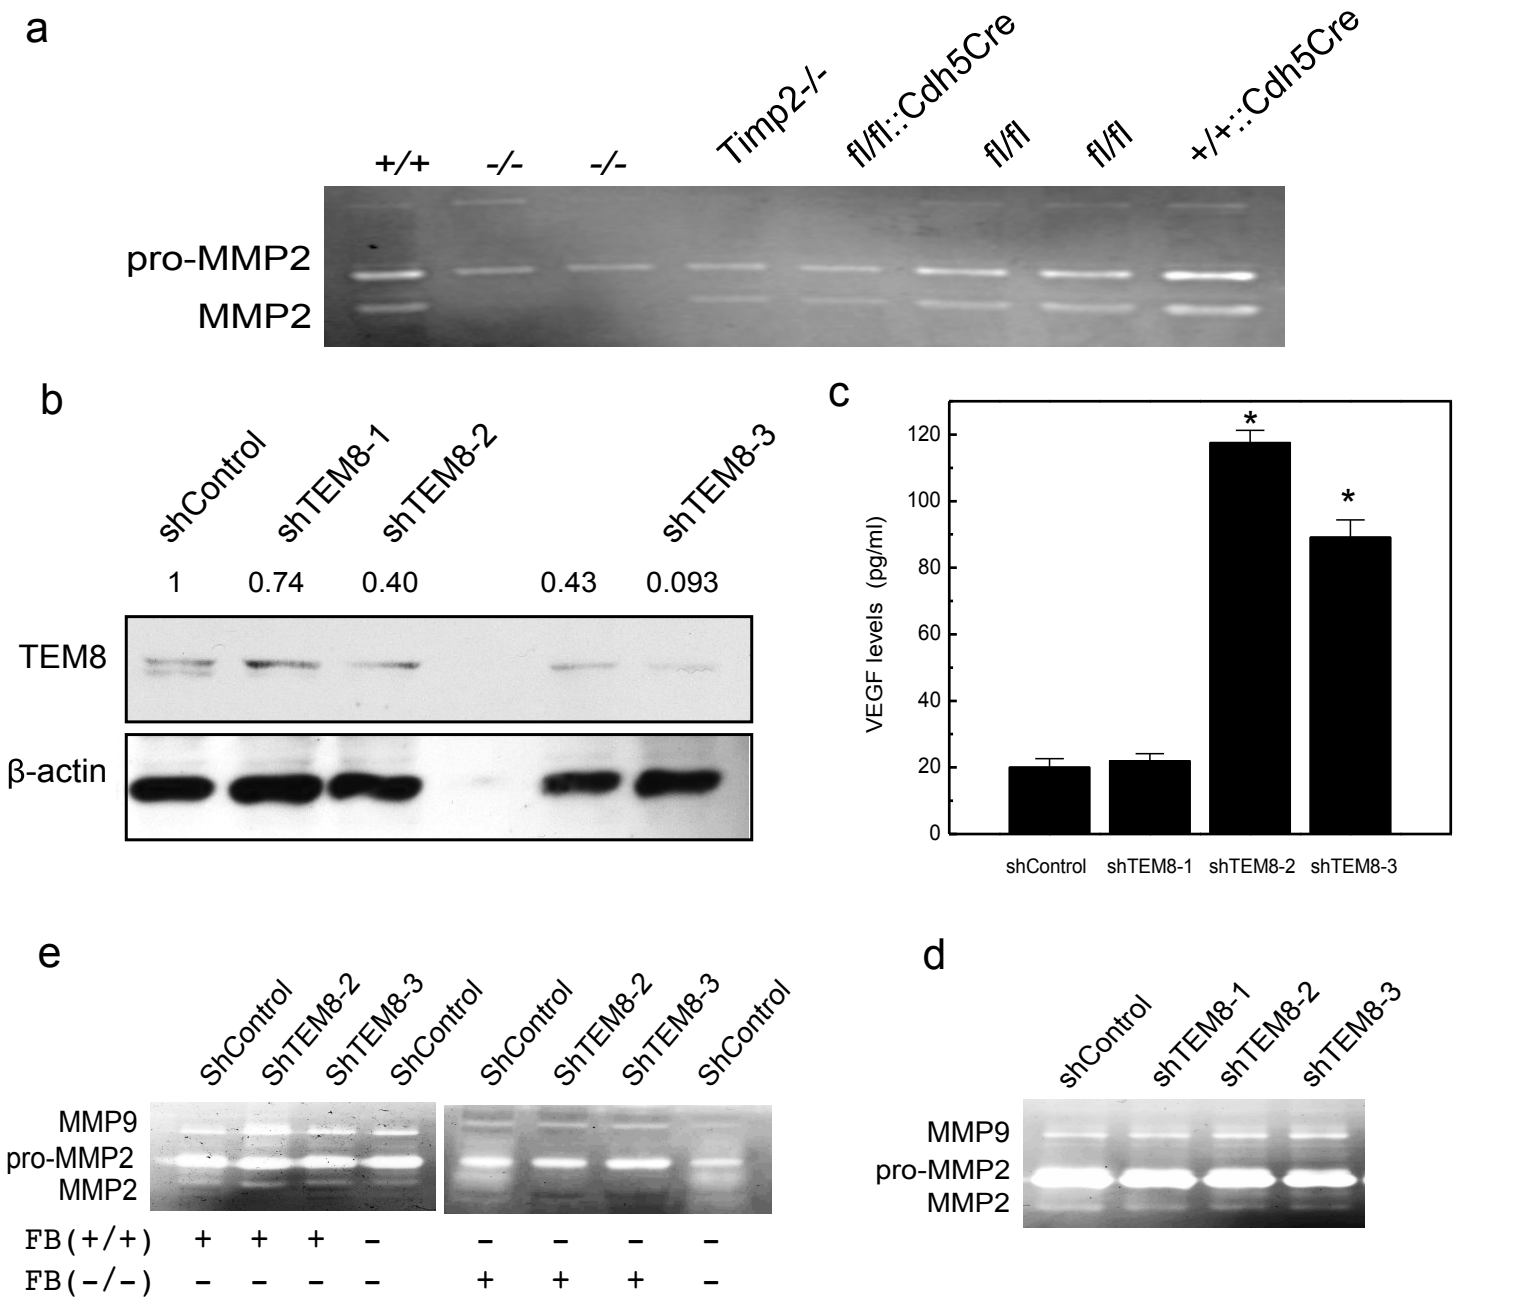 a
+/+ -/- -/- Timp2-/- fl/fl::Cdh5Cre fl/fl fl/fl +/+::Cdh5Cre
pro-MMP2
MMP2
b
shControl shTEM8-1 shTEM8-2 shTEM8-3
1 0.74 0.40 0.43 0.093
TEM8
β-actin
c
VEGF levels (pg/ml)
120
100
80
60
40
20
0
* *
shControl shTEM8-1 shTEM8-2 shTEM8-3
e
ShControl ShTEM8-2 ShTEM8-3 ShControl ShControl ShTEM8-2 ShTEM8-3 ShControl
MMP9
pro-MMP2
MMP2
FB(+/+) + + + – – – – –
FB(−/−) – – – – + + + –
d
shControl shTEM8-1 shTEM8-2 shTEM8-3
MMP9
pro-MMP2
MMP2